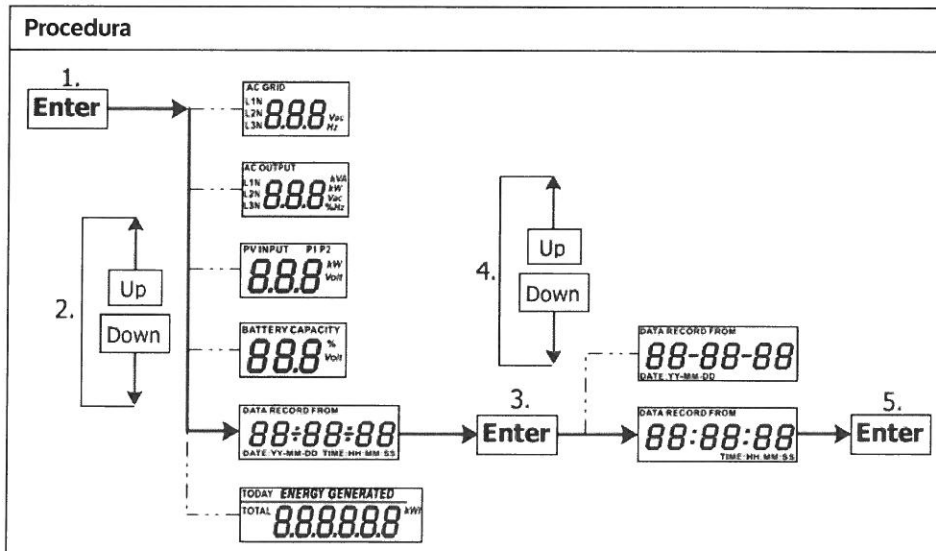 Procedura
1.
Enter
AC GRID
L1N
L2N
L3N
8.8.8
Vac
Hz
AC OUTPUT
L1N
L2N
L3N
8.8.8
kVA
kW
Vac
%Hz
2.
Up
Down
PV INPUT P1 P2
8.8.8
kW
Volt
BATTERY CAPACITY
88.8
%
Volt
DATA RECORD FROM
88÷88÷88
DATE:YY-MM-DD TIME:HH:MM:SS
TODAY ENERGY GENERATED
TOTAL
8.8.8.8.8.8
kWh
3.
Enter
4.
Up
Down
DATA RECORD FROM
88-88-88
DATE:YY-MM-DD
DATA RECORD FROM
88:88:88
TIME:HH:MM:SS
5.
Enter